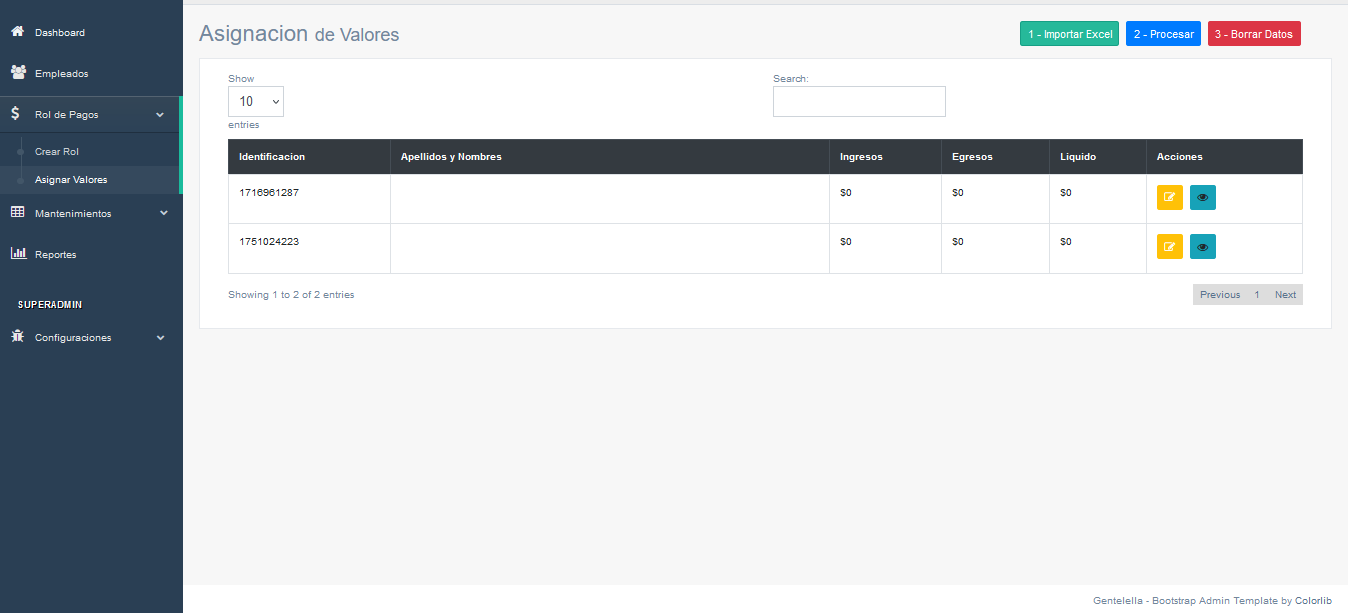 Dashboard
Empleados
Rol de Pagos
Crear Rol
Asignar Valores
Mantenimientos
Reportes
SUPERADMIN
Configuraciones
Asignacion de Valores
1 - Importar Excel 2 - Procesar 3 - Borrar Datos
Show
10
entries
Search:
Identificacion Apellidos y Nombres Ingresos Egresos Liquido Acciones
1716961287 $0 $0 $0
1751024223 $0 $0 $0
Showing 1 to 2 of 2 entries
Previous 1 Next
Gentelella - Bootstrap Admin Template by Colorlib